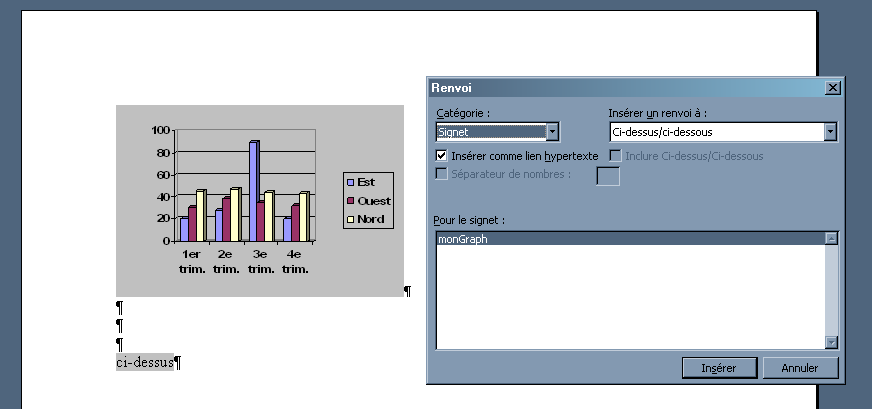 Renvoi
Catégorie :
Insérer un renvoi à :
Signet
Ci-dessus/ci-dessous
Insérer comme lien hypertexte
Inclure Ci-dessus/Ci-dessous
Séparateur de nombres :
Pour le signet :
monGraph
Insérer
Annuler
100
80
60
40
20
0
1er trim.
2e trim.
3e trim.
4e trim.
Est
Ouest
Nord
¶
¶
¶
¶
ci-dessus¶